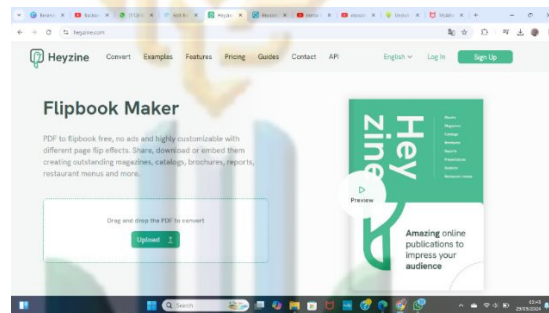 heyzine.com
Heyzine
Convert Examples Features Pricing Guides Contact API
English Log In Sign Up
Flipbook Maker
PDF to flipbook free, no ads and highly customizable with
different page flip effects. Share, download or embed them
creating outstanding magazines, catalogs, brochures, reports,
restaurant menus and more.
Drag and drop the PDF to convert
Upload
Hey
zine
Preview
Amazing online
publications to
impress your
audience
Search